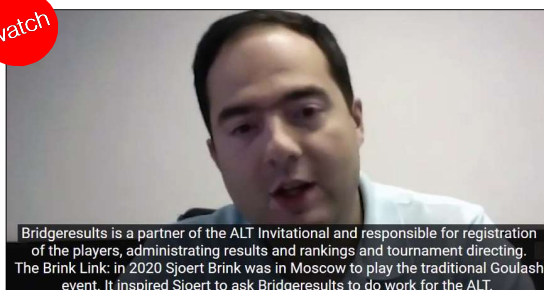 watch
Bridgeresults is a partner of the ALT Invitational and responsible for registration
of the players, administrating results and rankings and tournament directing.
The Brink Link: in 2020 Sjoert Brink was in Moscow to play the traditional Goulash
event. It inspired Sjoert to ask Bridgeresults to do work for the ALT.